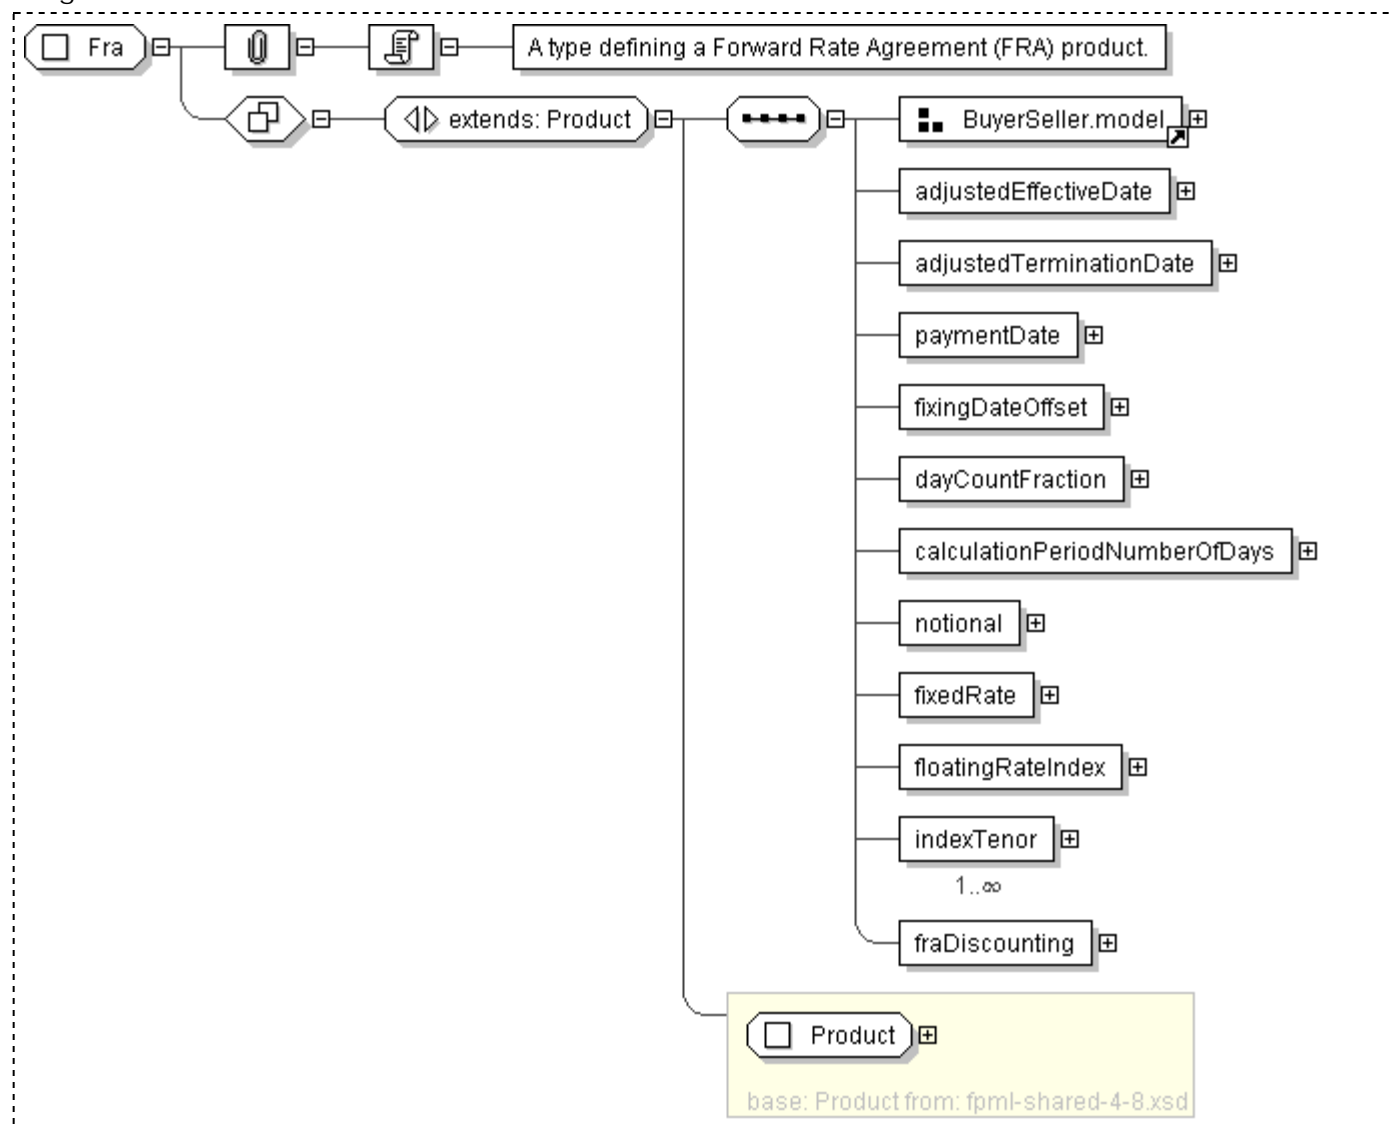 Fra
A type defining a Forward Rate Agreement (FRA) product.
extends: Product
BuyerSeller.model
adjustedEffectiveDate
adjustedTerminationDate
paymentDate
fixingDateOffset
dayCountFraction
calculationPeriodNumberOfDays
notional
fixedRate
floatingRateIndex
indexTenor
1..∞
fraDiscounting
Product
base: Product from: fpml-shared-4-8.xsd